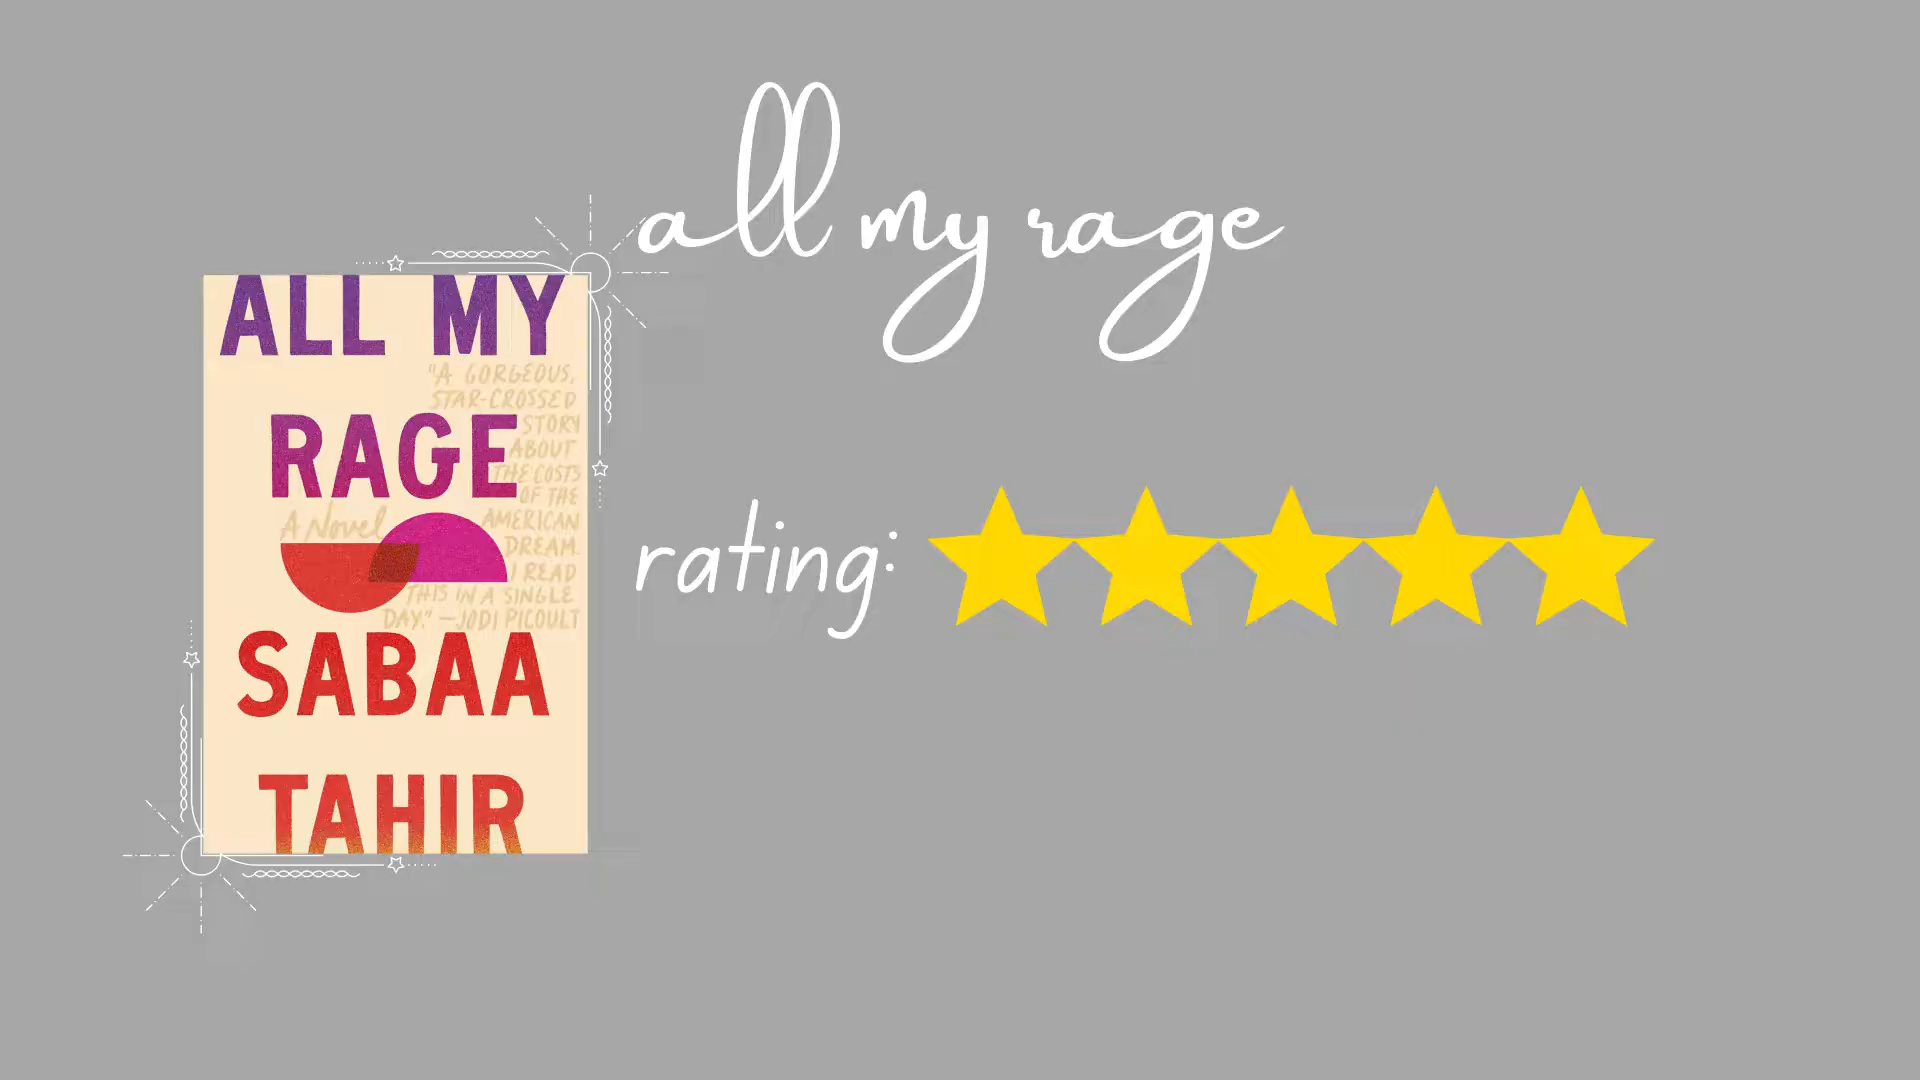 all my rage
ALL MY
"A GORGEOUS,
STAR-CROSSED
RAGE
STORY
ABOUT
THE COSTS
OF THE
A Novel
AMERICAN
DREAM.
I READ
THIS IN A SINGLE
DAY." —JODI PICOULT
SABAA
TAHIR
rating: